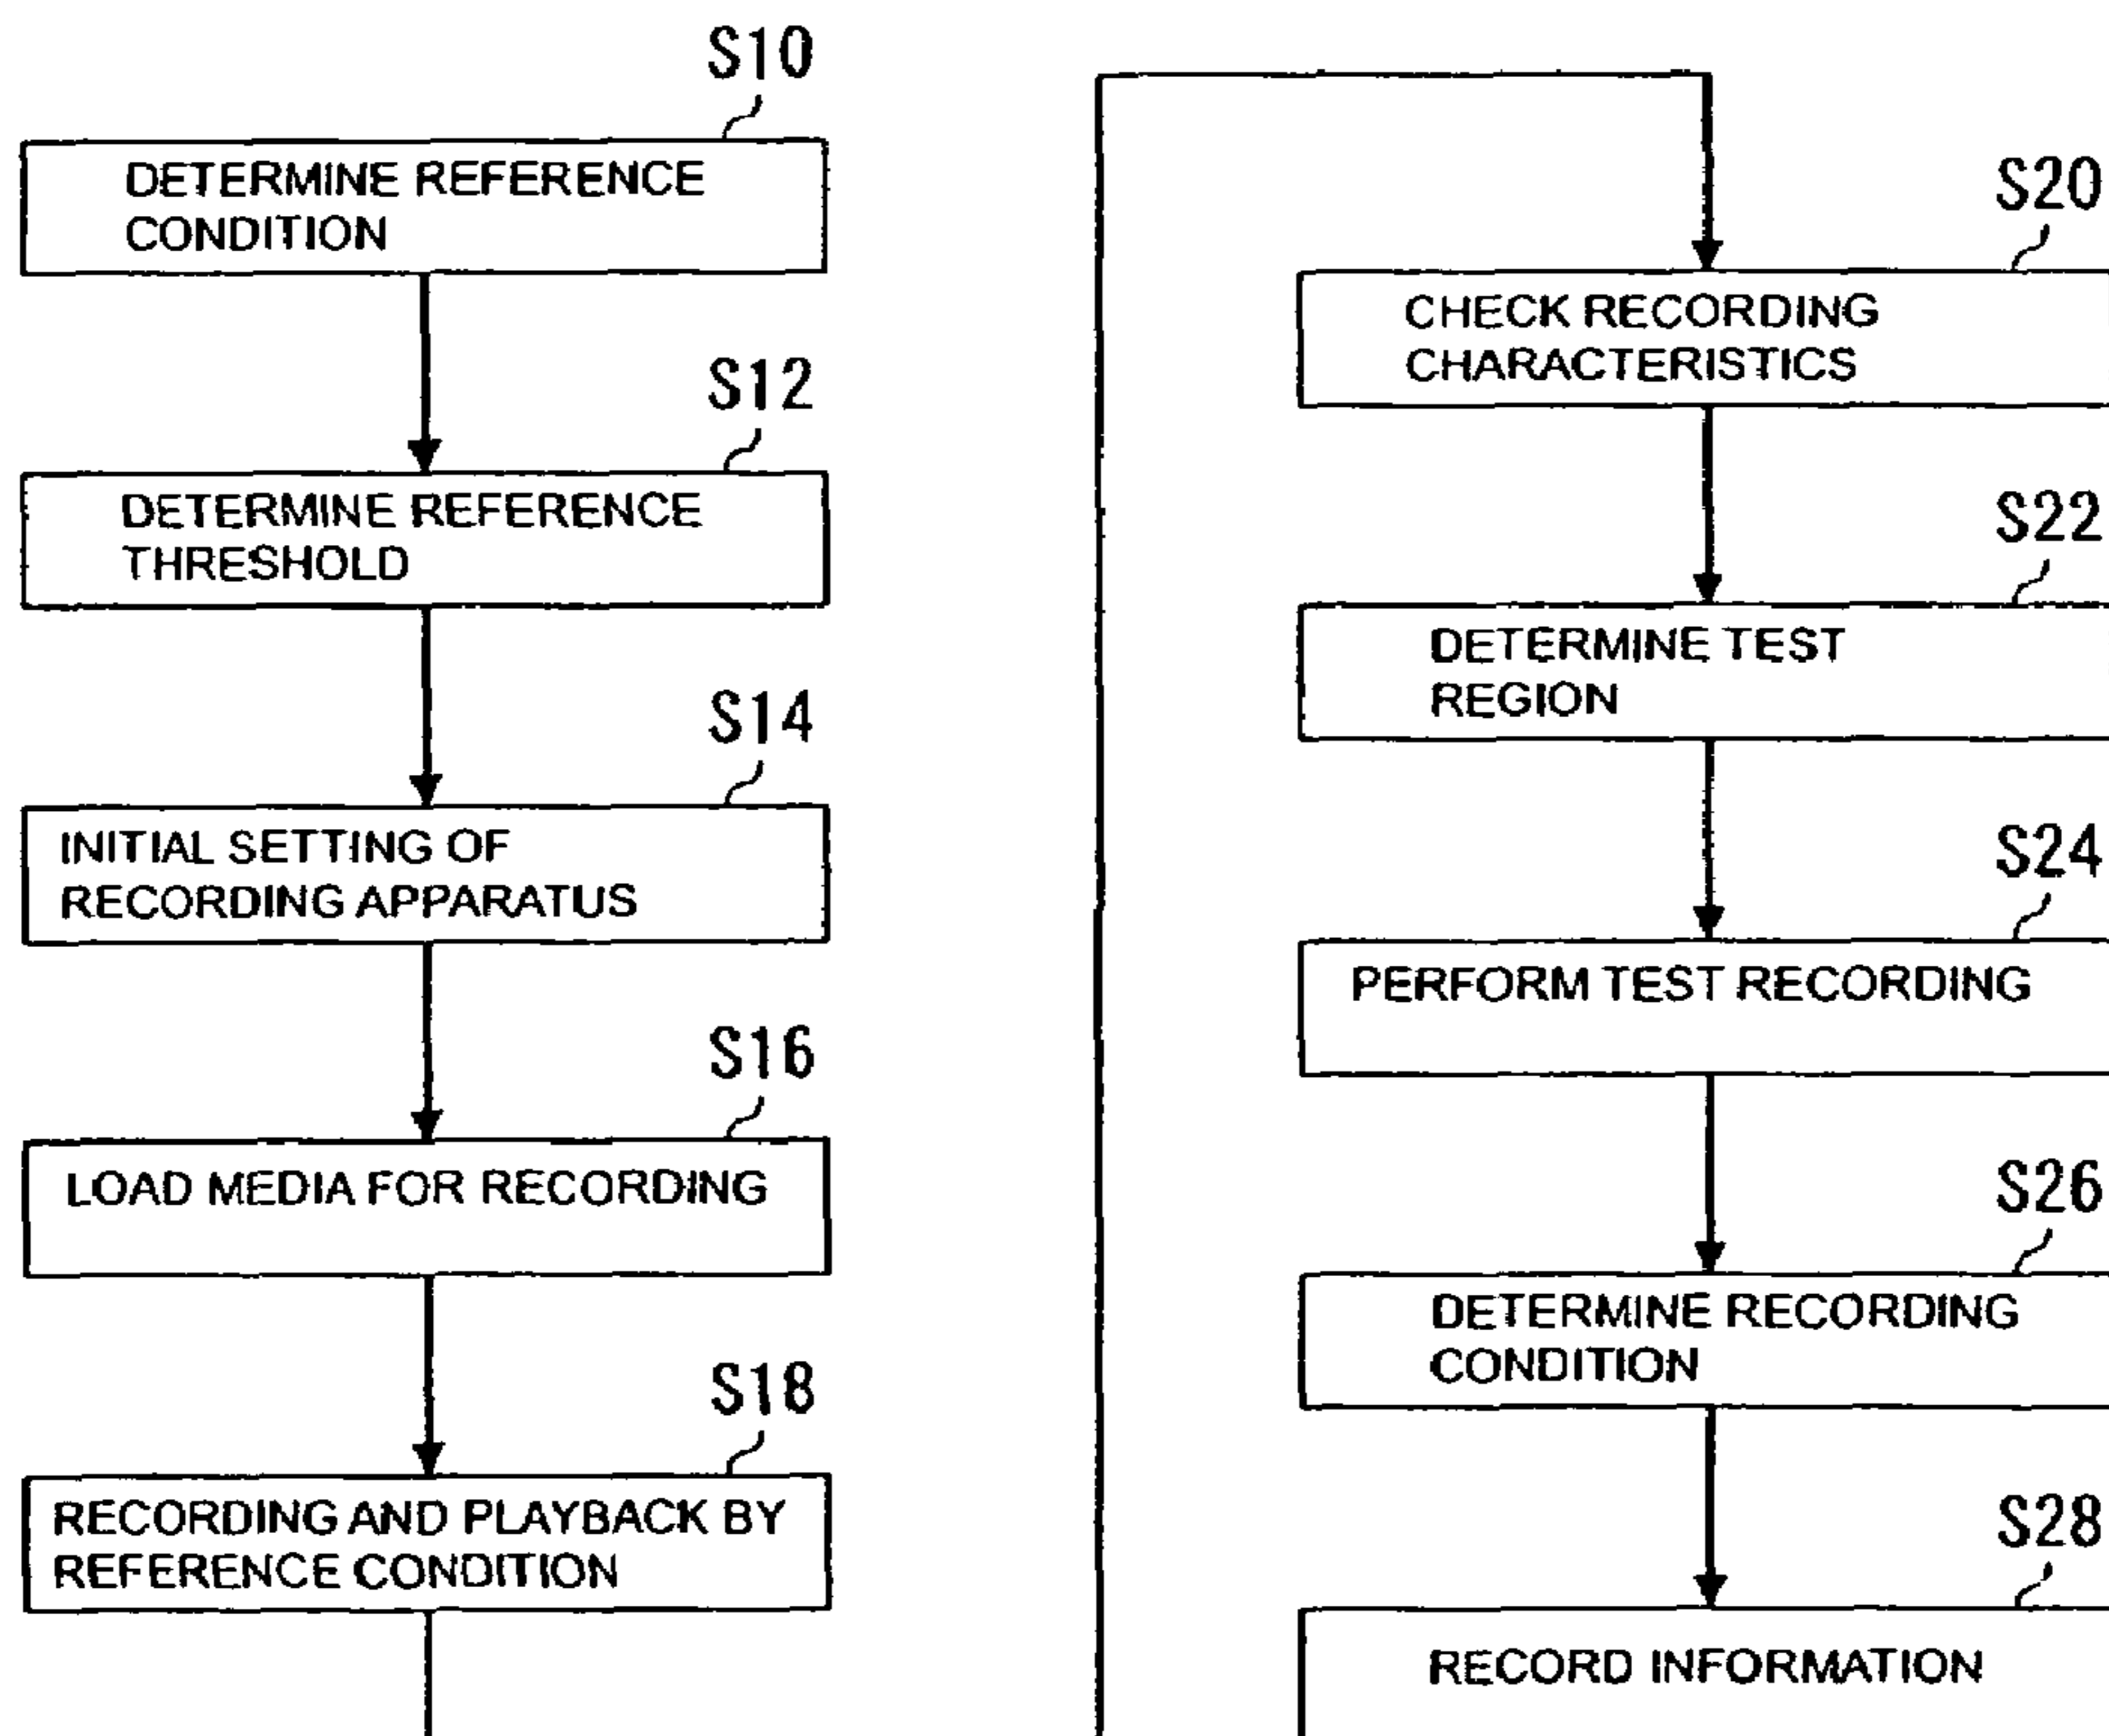 S10
DETERMINE REFERENCE
CONDITION
S12
DETERMINE REFERENCE
THRESHOLD
S14
INITIAL SETTING OF
RECORDING APPARATUS
S16
LOAD MEDIA FOR RECORDING
S18
RECORDING AND PLAYBACK BY
REFERENCE CONDITION
S20
CHECK RECORDING
CHARACTERISTICS
S22
DETERMINE TEST
REGION
S24
PERFORM TEST RECORDING
S26
DETERMINE RECORDING
CONDITION
S28
RECORD INFORMATION